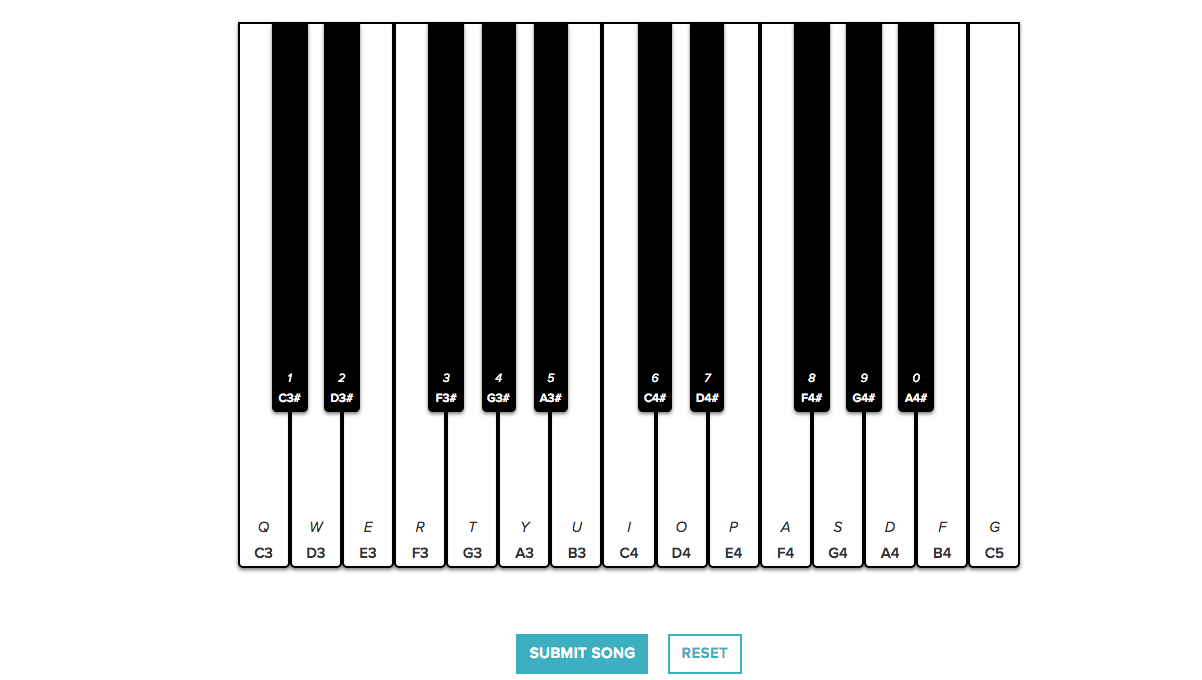 1 2 3 4 5 6 7 8 9 0
C3# D3# F3# G3# A3# C4# D4# F4# G4# A4#
Q W E R T Y U I O P A S D F G
C3 D3 E3 F3 G3 A3 B3 C4 D4 E4 F4 G4 A4 B4 C5
SUBMIT SONG RESET